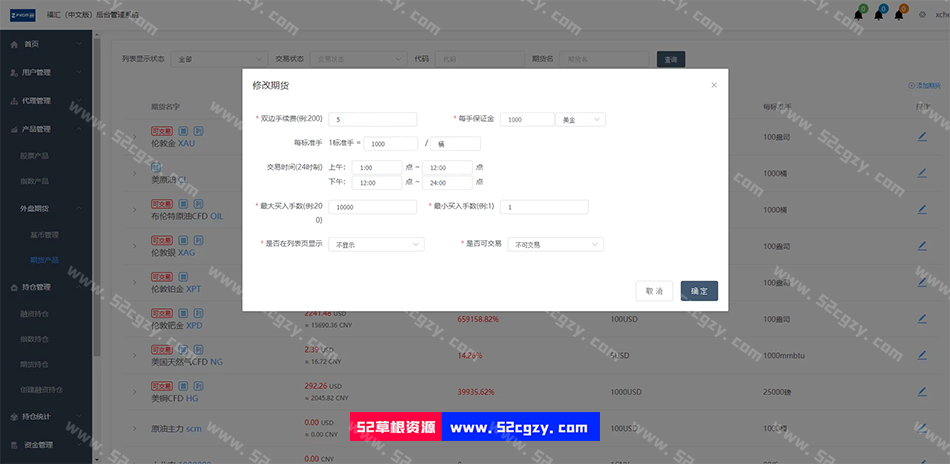 福汇（中文版）后台管理系统
0
0
0
xche
首页
用户管理
代理管理
产品管理
股票产品
指数产品
外盘期货
基币管理
期货产品
持仓管理
融资持仓
指数持仓
期货持仓
创建融资持仓
持仓统计
资金管理
列表显示状态 全部 交易状态 交易状态 代码 代码 期货名 查询
添加期货
期货名字 每标准手
可交易 首 列
伦敦金 XAU 100盎司
美原油 1000桶
可交易 首 列
布伦特原油CFD OIL 1000桶
可交易 首 列
伦敦银 XAG
可交易 首
伦敦铂金 XPT 100盎司
可交易 首 列
伦敦钯金 XPD
2241.48 USD
≈ 15690.36 CNY
659158.82% 100USD 100盎司
可交易 首 列
美国天然气CFD NG
2.39 USD
≈ 16.72 CNY
14.26% 5USD 1000mmbtu
可交易 首 列
美铜CFD HG
292.26 USD
≈ 2045.82 CNY
39935.62% 1000USD 25000磅
原油主力 scm
0.00 USD
≈ 0.00 CNY
100USD 1000桶
0.00 CNY
修改期货
* 双边手续费(例:200) 5 * 每手保证金 1000 美金
每标准手 1标准手 = 1000 / 桶
交易时间(24时制) 上午： 1:00 点 ~ 12:00 点
下午： 12:00 点 ~ 24:00 点
* 最大买入手数(例:200) 10000 * 最小买入手数(例:1) 1
* 是否在列表页显示 不显示 * 是否可交易 不可交易
取 消 确 定
52草根资源 www.52cgzy.com
www.52cgzy.com